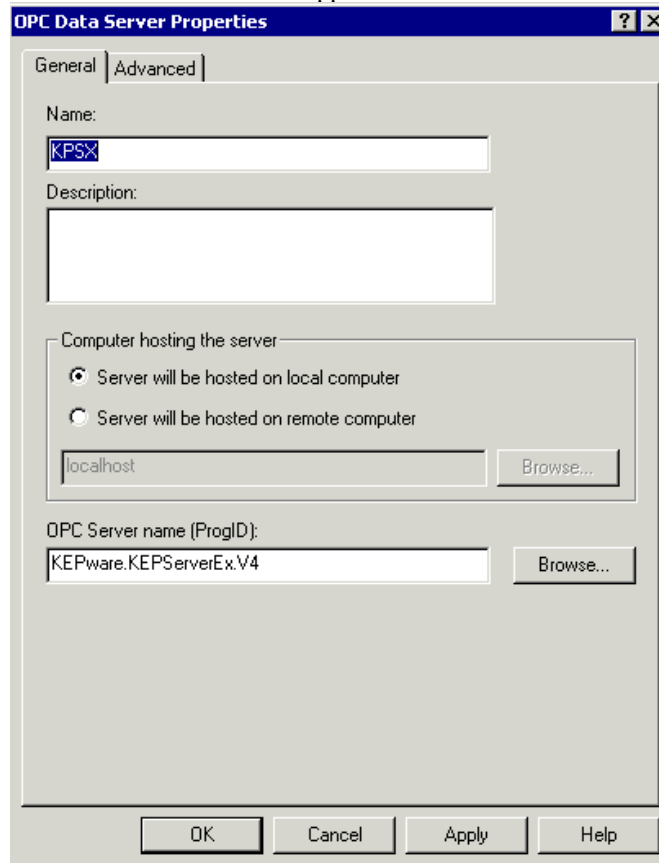 OPC Data Server Properties
General Advanced
Name:
KPSX
Description:
Computer hosting the server
Server will be hosted on local computer
Server will be hosted on remote computer
localhost Browse...
OPC Server name (ProgID):
KEPware.KEPServerEx.V4 Browse...
OK Cancel Apply Help